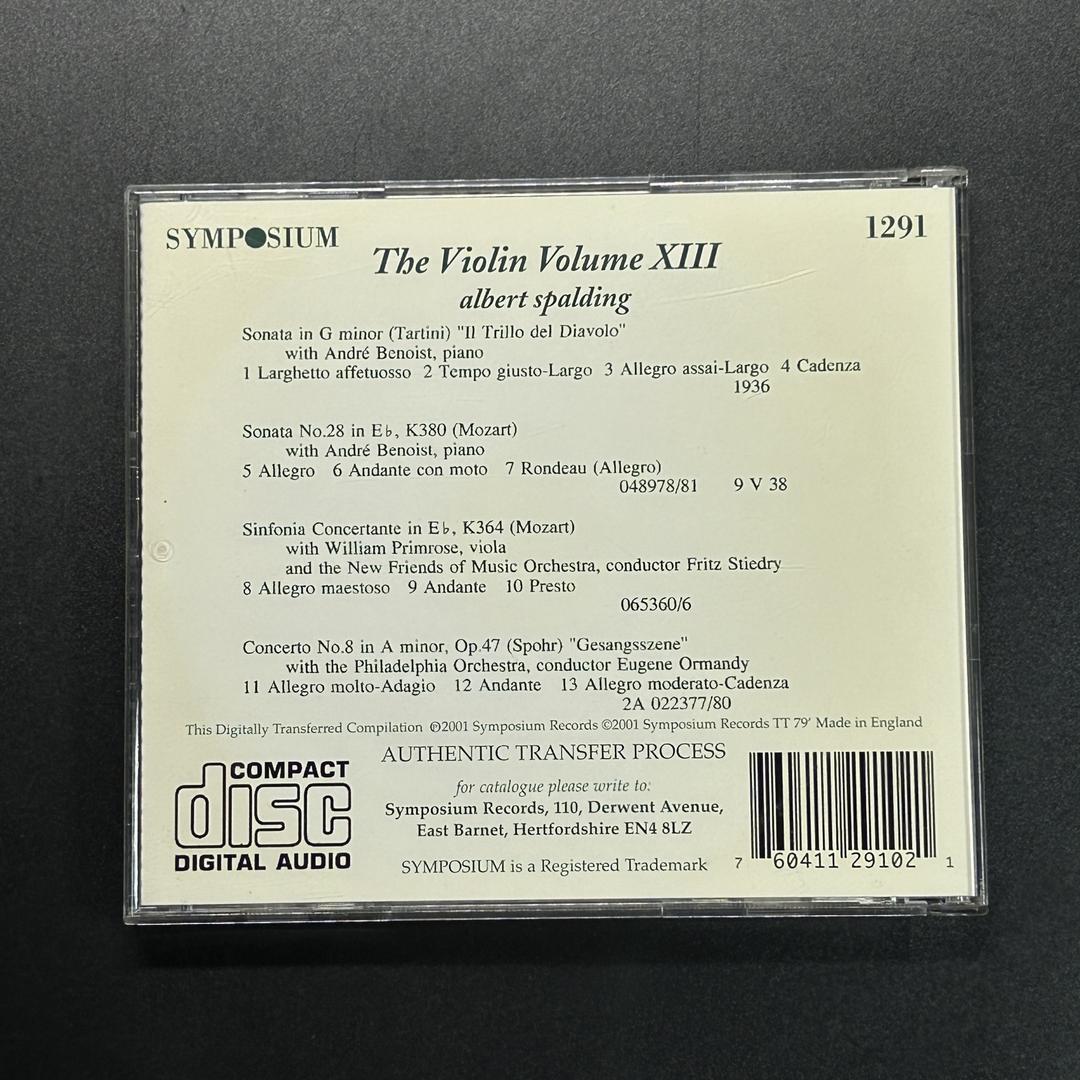 SYMPOSIUM
1291
The Violin Volume XIII
albert spalding
Sonata in G minor (Tartini) "Il Trillo del Diavolo"
with André Benoist, piano
1 Larghetto affetuosso 2 Tempo giusto-Largo 3 Allegro assai-Largo 4 Cadenza
1936
Sonata No.28 in E♭, K380 (Mozart)
with André Benoist, piano
5 Allegro 6 Andante con moto 7 Rondeau (Allegro)
048978/81 9 V 38
Sinfonia Concertante in E♭, K364 (Mozart)
with William Primrose, viola
and the New Friends of Music Orchestra, conductor Fritz Stiedry
8 Allegro maestoso 9 Andante 10 Presto
065360/6
Concerto No.8 in A minor, Op.47 (Spohr) "Gesangsszene"
with the Philadelphia Orchestra, conductor Eugene Ormandy
11 Allegro molto-Adagio 12 Andante 13 Allegro moderato-Cadenza
2A 022377/80
This Digitally Transferred Compilation ℗2001 Symposium Records ©2001 Symposium Records TT 79' Made in England
AUTHENTIC TRANSFER PROCESS
COMPACT
disc
DIGITAL AUDIO
for catalogue please write to:
Symposium Records, 110, Derwent Avenue,
East Barnet, Hertfordshire EN4 8LZ
SYMPOSIUM is a Registered Trademark
7 60411 29102 1